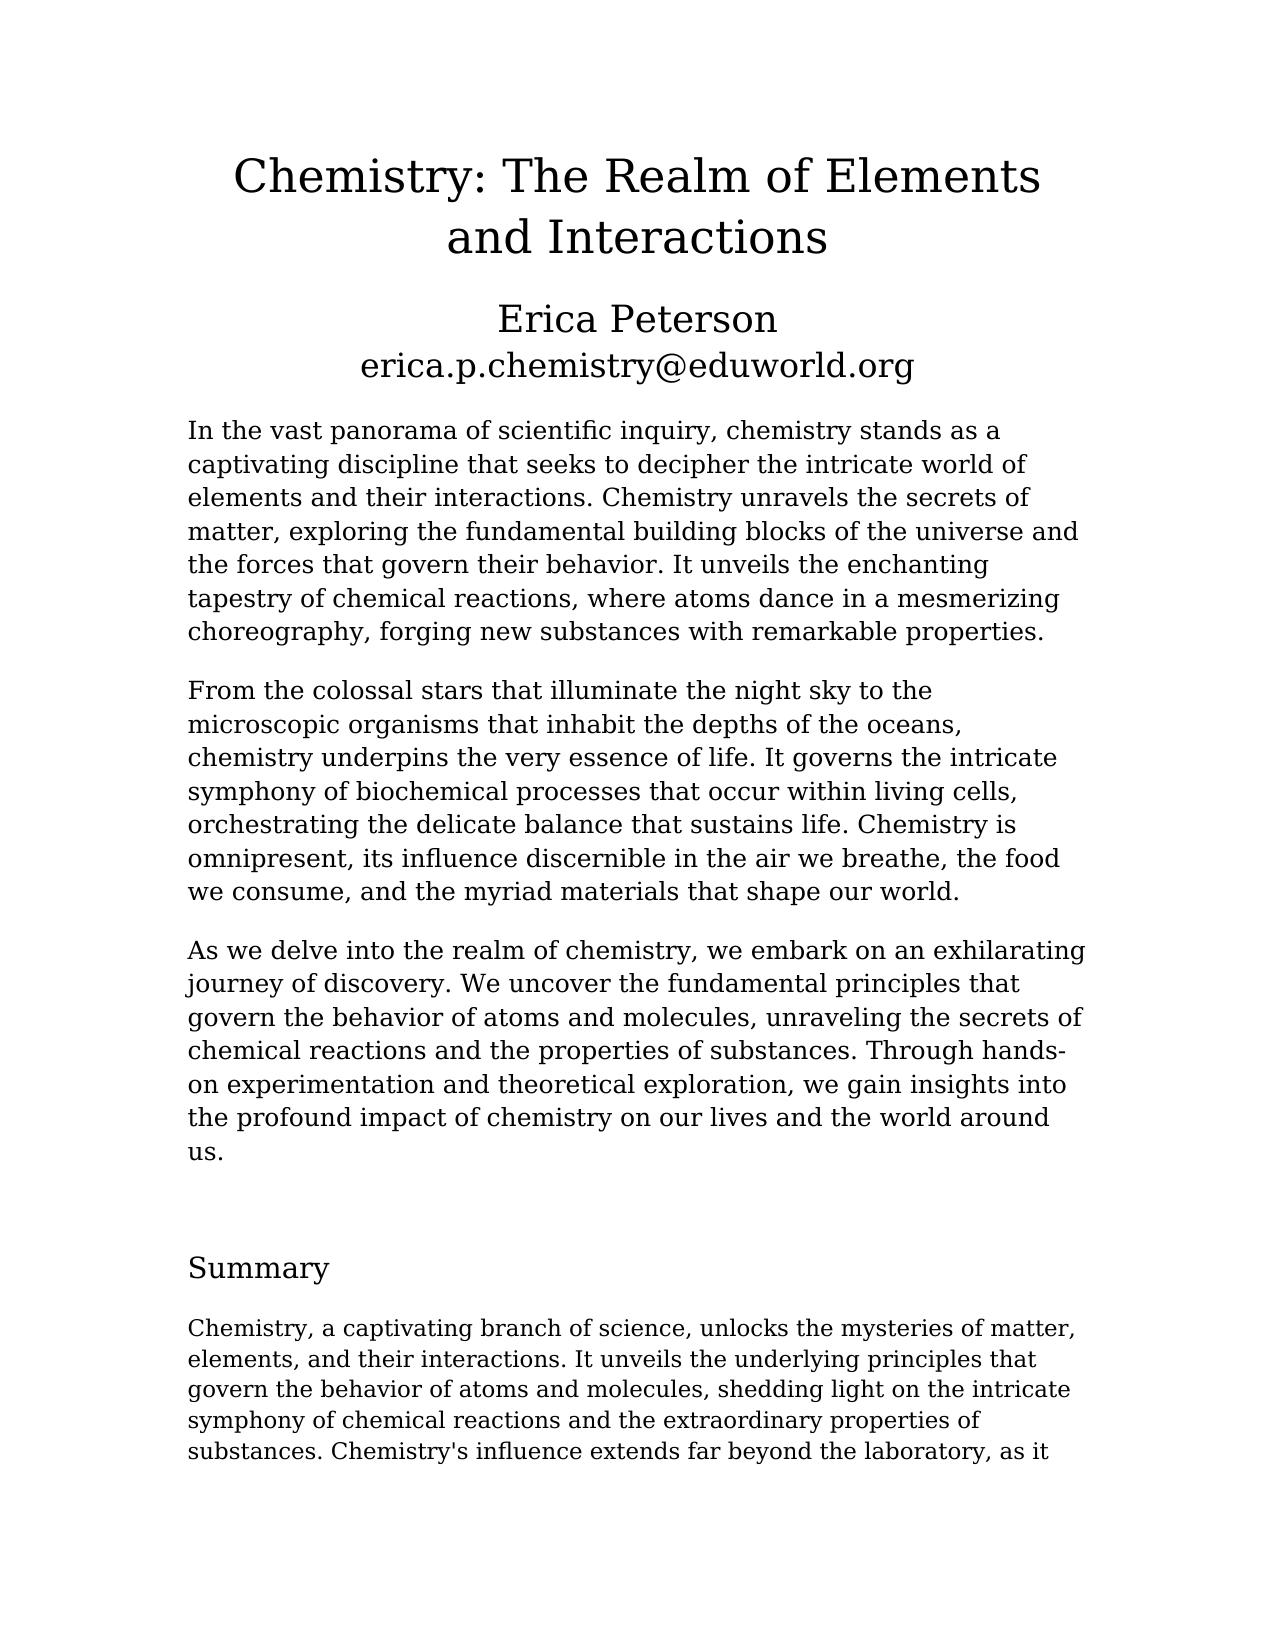 Chemistry: The Realm of Elements
and Interactions
Erica Peterson
erica.p.chemistry@eduworld.org
In the vast panorama of scientific inquiry, chemistry stands as a
captivating discipline that seeks to decipher the intricate world of
elements and their interactions. Chemistry unravels the secrets of
matter, exploring the fundamental building blocks of the universe and
the forces that govern their behavior. It unveils the enchanting
tapestry of chemical reactions, where atoms dance in a mesmerizing
choreography, forging new substances with remarkable properties.
From the colossal stars that illuminate the night sky to the
microscopic organisms that inhabit the depths of the oceans,
chemistry underpins the very essence of life. It governs the intricate
symphony of biochemical processes that occur within living cells,
orchestrating the delicate balance that sustains life. Chemistry is
omnipresent, its influence discernible in the air we breathe, the food
we consume, and the myriad materials that shape our world.
As we delve into the realm of chemistry, we embark on an exhilarating
journey of discovery. We uncover the fundamental principles that
govern the behavior of atoms and molecules, unraveling the secrets of
chemical reactions and the properties of substances. Through hands-
on experimentation and theoretical exploration, we gain insights into
the profound impact of chemistry on our lives and the world around
us.
Summary
Chemistry, a captivating branch of science, unlocks the mysteries of matter,
elements, and their interactions. It unveils the underlying principles that
govern the behavior of atoms and molecules, shedding light on the intricate
symphony of chemical reactions and the extraordinary properties of
substances. Chemistry's influence extends far beyond the laboratory, as it